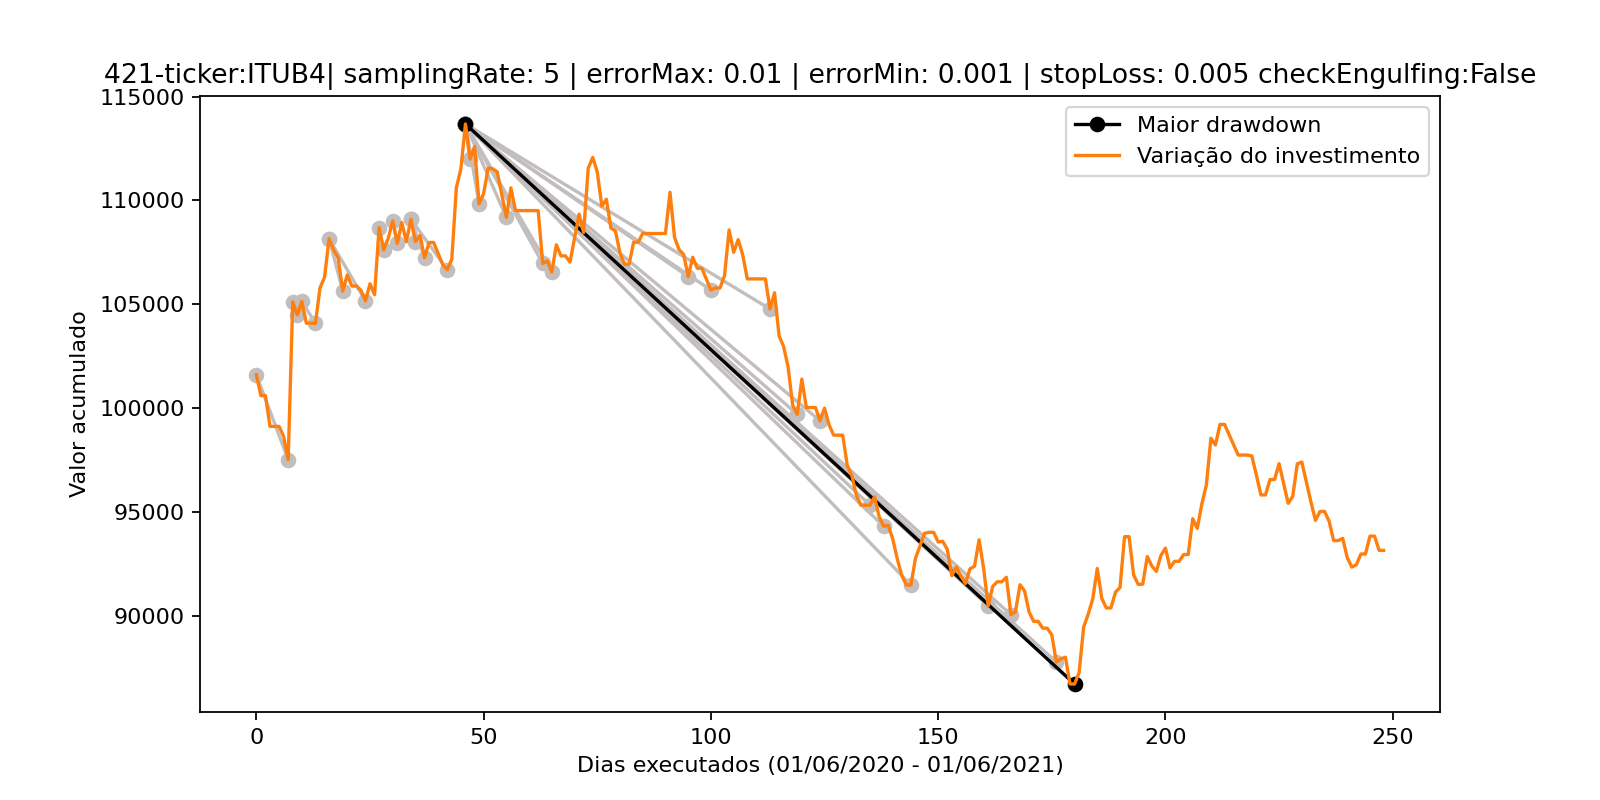 421-ticker:ITUB4| samplingRate: 5 | errorMax: 0.01 | errorMin: 0.001 | stopLoss: 0.005 checkEngulfing:False
Maior drawdown
Variação do investimento
Valor acumulado
115000
110000
105000
100000
95000
90000
0 50 100 150 200 250
Dias executados (01/06/2020 - 01/06/2021)